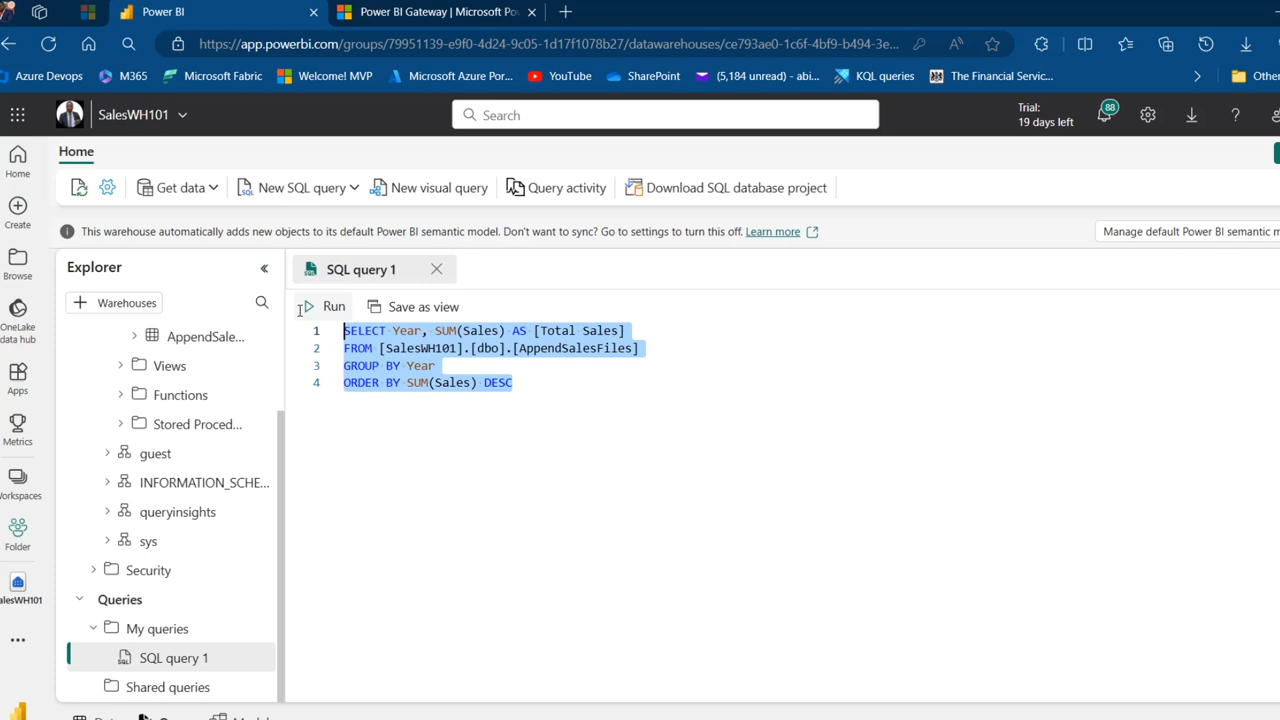 Power BI
Power BI Gateway | Microsoft Po
https://app.powerbi.com/groups/79951139-e9f0-4d24-9c05-1d17f1078b27/datawarehouses/ce793ae0-1c6f-4bf9-b494-3e...
Azure Devops
M365
Microsoft Fabric
Welcome! MVP
Microsoft Azure Por...
YouTube
SharePoint
(5,184 unread) - abi...
KQL queries
The Financial Servic...
Other
SalesWH101
Search
Trial:
19 days left
88
Home
Home
Create
Browse
OneLake
data hub
Apps
Metrics
Workspaces
Folder
alesWH101
Get data
New SQL query
New visual query
Query activity
Download SQL database project
This warehouse automatically adds new objects to its default Power BI semantic model. Don't want to sync? Go to settings to turn this off. Learn more
Manage default Power BI semantic m
Explorer
Warehouses
AppendSale...
Views
Functions
Stored Proced...
guest
INFORMATION_SCHE...
queryinsights
sys
Security
Queries
My queries
SQL query 1
Shared queries
SQL query 1
Run
Save as view
1 SELECT Year, SUM(Sales) AS [Total Sales]
2 FROM [SalesWH101].[dbo].[AppendSalesFiles]
3 GROUP BY Year
4 ORDER BY SUM(Sales) DESC